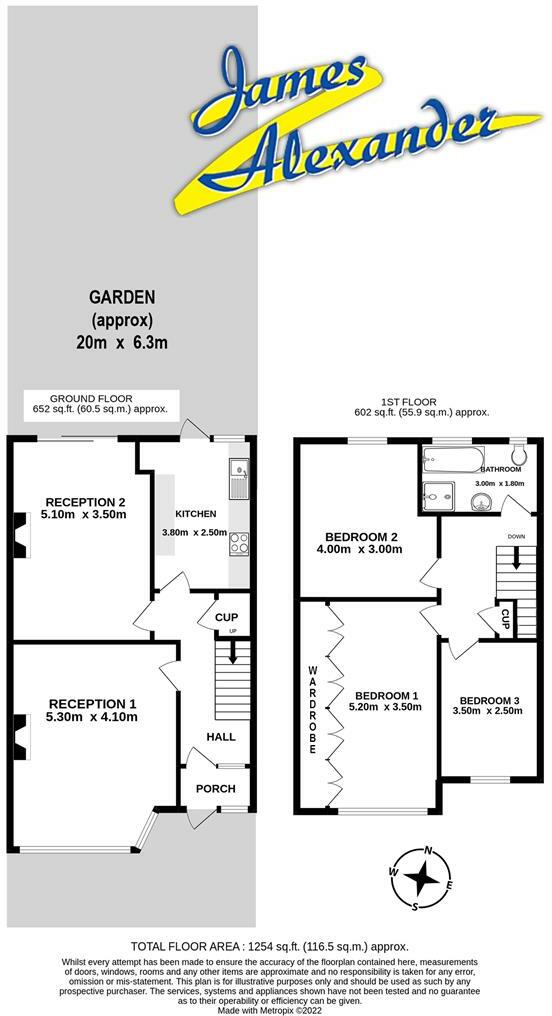 James
Alexander
GARDEN
(approx)
20m x 6.3m
GROUND FLOOR
652 sq.ft. (60.5 sq.m.) approx.
1ST FLOOR
602 sq.ft. (55.9 sq.m.) approx.
RECEPTION 2
5.10m x 3.50m
KITCHEN
3.80m x 2.50m
CUP
UP
RECEPTION 1
5.30m x 4.10m
HALL
PORCH
BATHROOM
3.00m x 1.80m
BEDROOM 2
4.00m x 3.00m
DOWN
CUP
WARDROBE
BEDROOM 1
5.20m x 3.50m
BEDROOM 3
3.50m x 2.50m
N
W
E
S
TOTAL FLOOR AREA : 1254 sq.ft. (116.5 sq.m.) approx.
Whilst every attempt has been made to ensure the accuracy of the floorplan contained here, measurements
of doors, windows, rooms and any other items are approximate and no responsibility is taken for any error,
omission or mis-statement. This plan is for illustrative purposes only and should be used as such by any
prospective purchaser. The services, systems and appliances shown have not been tested and no guarantee
as to their operability or efficiency can be given.
Made with Metropix ©2022